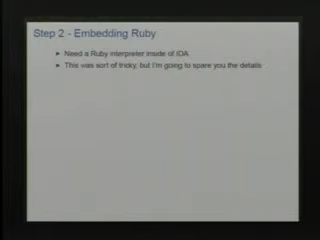 Step 2 - Embedding Ruby
► Need a Ruby interpreter inside of IDA
► This was sort of tricky, but I'm going to spare you the details